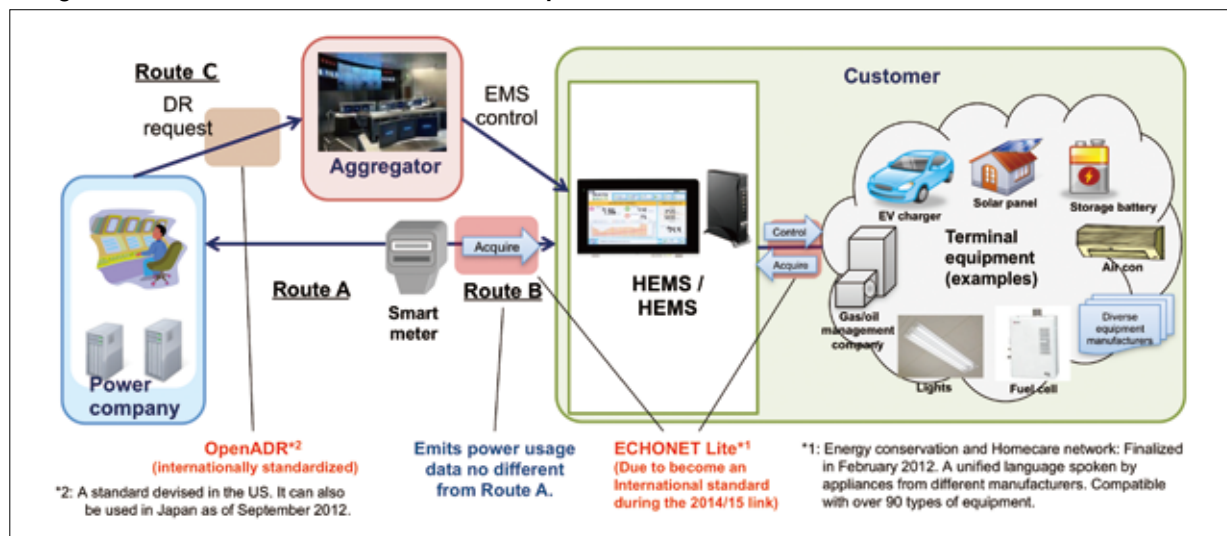 Route C
DR
request
Aggregator
EMS
control
Customer
EV charger
Solar panel
Storage battery
Terminal
equipment
(examples)
Air con
Gas/oil
management
company
Diverse
equipment
manufacturers
Lights
Fuel cell
Control
Acquire
HEMS /
HEMS
Acquire
Route A
Route B
Smart
meter
Power
company
OpenADR*2
(internationally standardized)
*2: A standard devised in the US. It can also
be used in Japan as of September 2012.
Emits power usage
data no different
from Route A.
ECHONET Lite*1
(Due to become an
International standard
during the 2014/15 link)
*1: Energy conservation and Homecare network: Finalized
in February 2012. A unified language spoken by
appliances from different manufacturers. Compatible
with over 90 types of equipment.